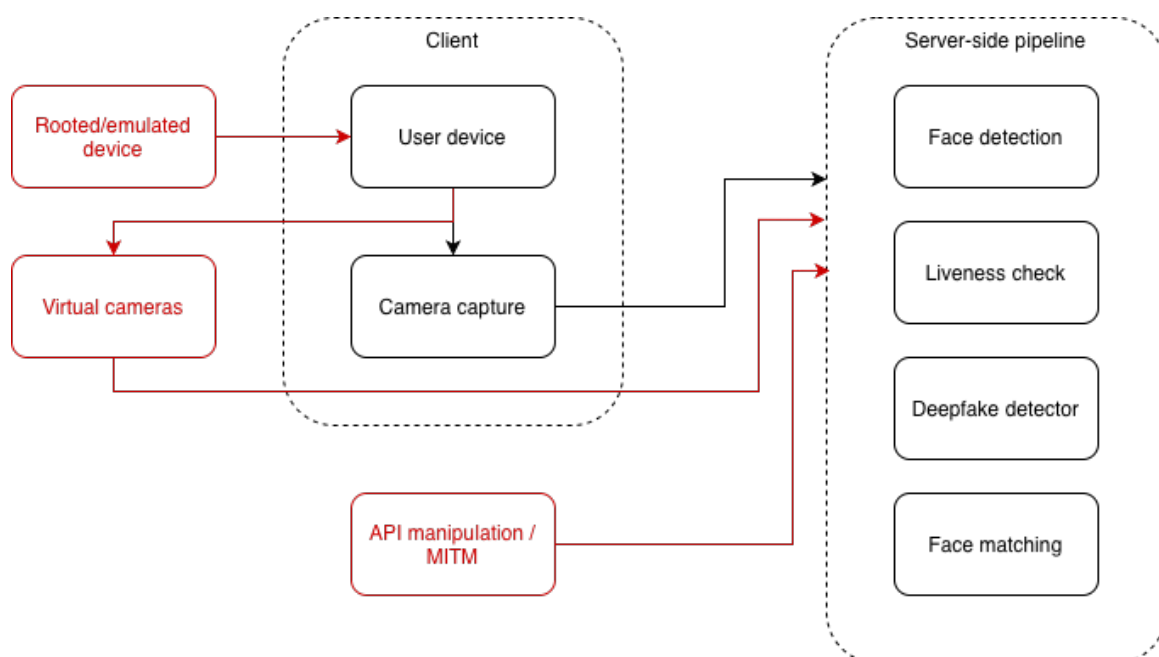 Client
Server-side pipeline
Rooted/emulated
device
User device
Face detection
Virtual cameras
Camera capture
Liveness check
Deepfake detector
API manipulation /
MITM
Face matching